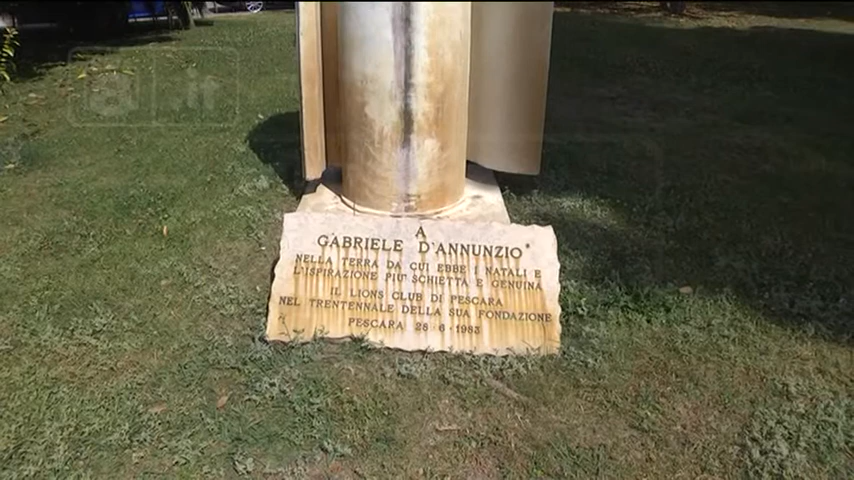 a.it
A
GABRIELE D'ANNUNZIO
NELLA TERRA DA CUI EBBE I NATALI E
L'ISPIRAZIONE PIU' SCHIETTA E GENUINA
IL LIONS CLUB DI PESCARA
NEL TRENTENNALE DELLA SUA FONDAZIONE
PESCARA 28-6-1983